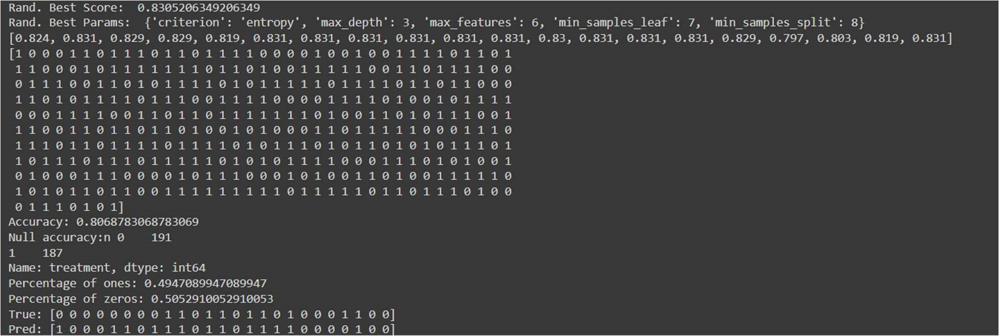 Rand. Best Score:  0.8305206349206349
Rand. Best Params:  {'criterion': 'entropy', 'max_depth': 3, 'max_features': 6, 'min_samples_leaf': 7, 'min_samples_split': 8}
[0.824, 0.831, 0.829, 0.829, 0.819, 0.831, 0.831, 0.831, 0.831, 0.831, 0.831, 0.83, 0.831, 0.831, 0.831, 0.829, 0.797, 0.803, 0.819, 0.831]
[1 0 0 0 1 1 0 1 1 1 0 1 1 0 1 1 1 1 0 0 0 0 1 0 0 1 0 0 1 1 1 1 0 1 1 0 1
1 1 0 0 0 1 0 1 1 1 1 1 1 1 0 1 1 0 1 0 0 1 1 1 1 1 0 0 1 1 0 1 1 1 1 0 0
0 1 1 1 0 0 1 1 0 1 0 1 1 1 1 0 1 0 1 1 1 1 1 0 1 1 1 1 0 1 1 0 1 1 0 0 0
1 1 0 1 0 1 1 1 1 0 1 1 1 0 0 1 1 1 1 0 0 0 0 1 1 1 1 0 1 0 0 1 0 1 1 1 1
0 0 0 1 1 1 1 0 0 1 1 0 1 1 0 1 1 1 1 1 1 1 0 1 0 0 1 1 0 1 0 1 1 1 0 0 1
1 1 0 0 1 1 0 1 1 0 1 1 0 1 0 0 1 0 1 0 0 0 1 1 0 1 1 1 1 1 0 0 0 1 1 1 0
1 1 1 0 1 1 0 1 1 1 1 0 1 1 1 1 0 1 0 1 1 1 0 1 0 1 1 0 1 0 1 0 1 1 1 0 1
1 0 1 1 1 0 1 1 1 0 1 1 1 1 1 0 1 0 1 0 1 1 1 1 0 0 0 1 1 1 0 1 0 1 0 0 1
0 1 0 0 0 1 1 1 0 0 0 0 1 0 1 1 1 0 0 0 1 0 1 0 0 1 1 0 1 0 0 1 1 1 1 1 0
1 0 1 0 1 1 0 1 1 0 0 1 1 1 1 1 1 1 1 1 0 1 1 1 1 1 0 1 1 0 1 1 1 0 1 0 0
0 1 1 1 0 1 0 1]
Accuracy: 0.8068783068783069
Null accuracy:n 0    191
1    187
Name: treatment, dtype: int64
Percentage of ones: 0.4947089947089947
Percentage of zeros: 0.5052910052910053
True: [0 0 0 0 0 0 0 0 1 1 0 1 1 0 1 1 0 1 0 0 0 1 1 0 0]
Pred: [1 0 0 0 1 1 0 1 1 1 0 1 1 0 1 1 1 1 0 0 0 0 1 0 0]